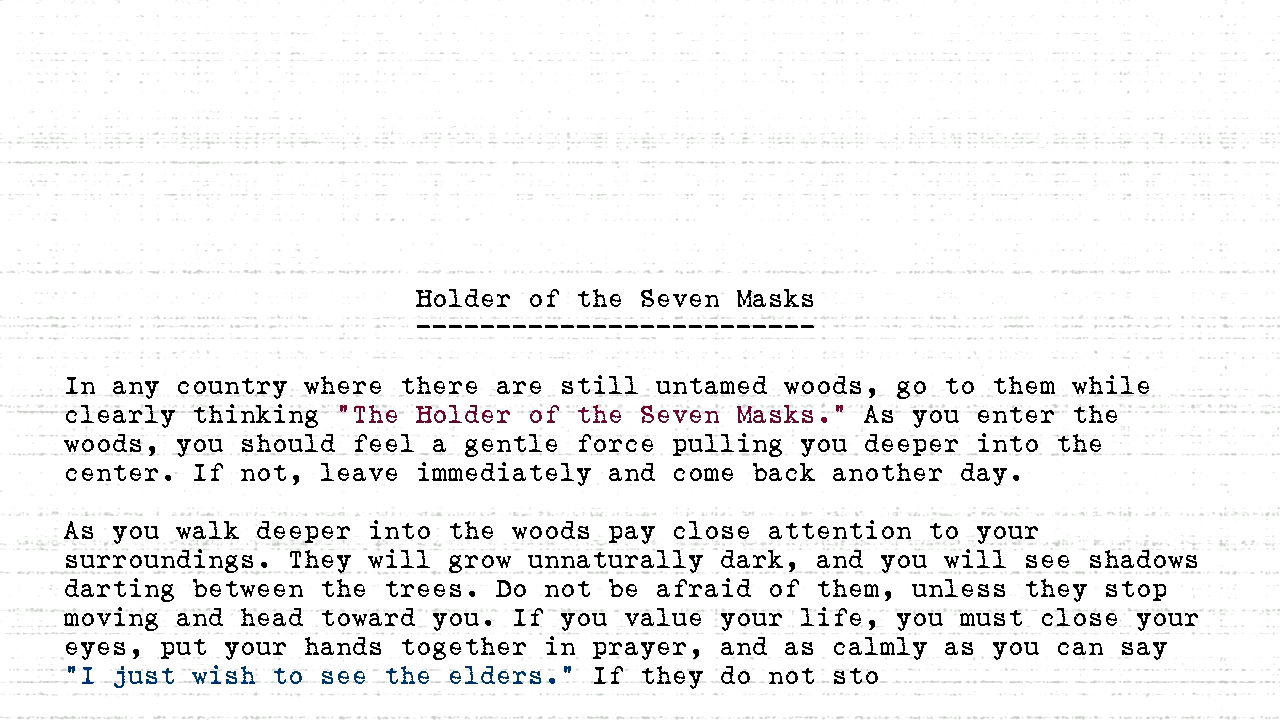 Holder of the Seven Masks
-------------------------
In any country where there are still untamed woods, go to them while
clearly thinking "The Holder of the Seven Masks." As you enter the
woods, you should feel a gentle force pulling you deeper into the
center. If not, leave immediately and come back another day.
As you walk deeper into the woods pay close attention to your
surroundings. They will grow unnaturally dark, and you will see shadows
darting between the trees. Do not be afraid of them, unless they stop
moving and head toward you. If you value your life, you must close your
eyes, put your hands together in prayer, and as calmly as you can say
"I just wish to see the elders." If they do not sto